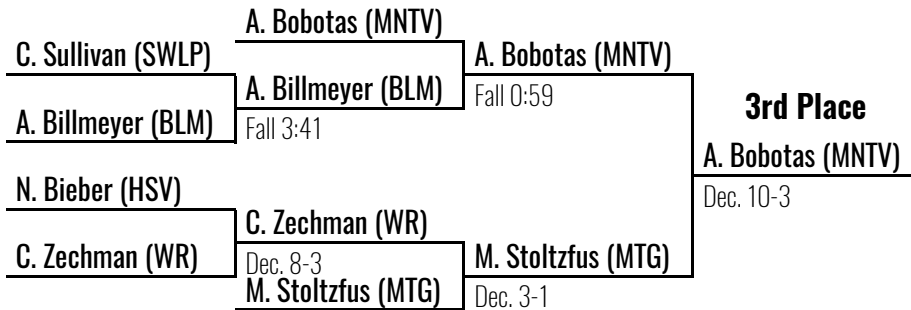 A. Bobotas (MNTV)
C. Sullivan (SWLP)
A. Bobotas (MNTV)
A. Billmeyer (BLM)
Fall 0:59
3rd Place
A. Billmeyer (BLM)
Fall 3:41
A. Bobotas (MNTV)
N. Bieber (HSV)
Dec. 10-3
C. Zechman (WR)
C. Zechman (WR)
Dec. 8-3
M. Stoltzfus (MTG)
M. Stoltzfus (MTG)
Dec. 3-1